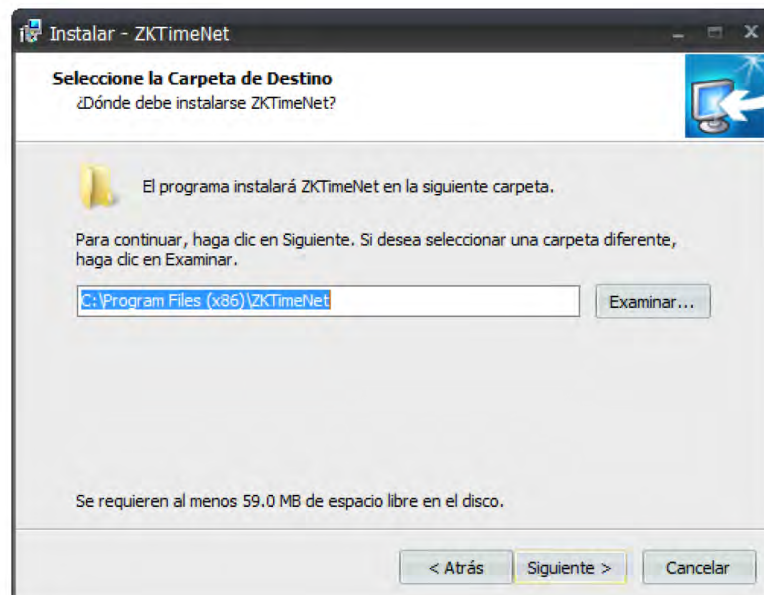 Instalar - ZKTimeNet
Seleccione la Carpeta de Destino
¿Dónde debe instalarse ZKTimeNet?
El programa instalará ZKTimeNet en la siguiente carpeta.
Para continuar, haga clic en Siguiente. Si desea seleccionar una carpeta diferente,
haga clic en Examinar.
C:\Program Files (x86)\ZKTimeNet
Examinar...
Se requieren al menos 59.0 MB de espacio libre en el disco.
< Atrás
Siguiente >
Cancelar